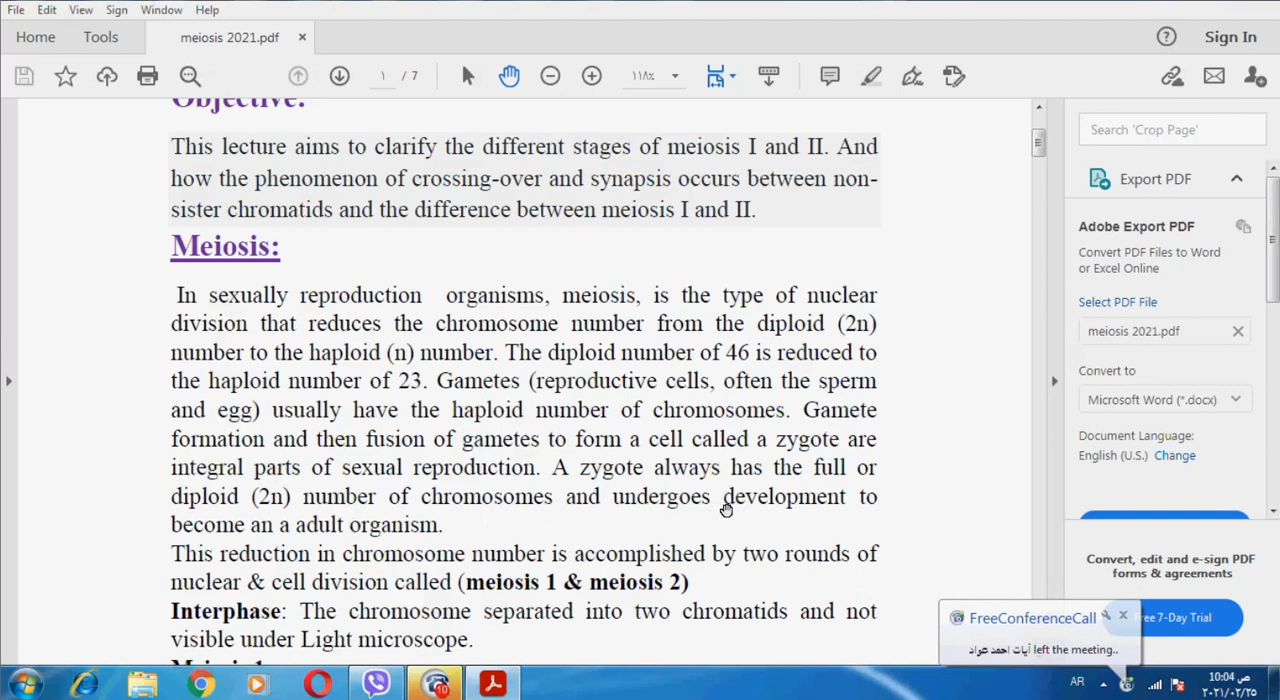 File Edit View Sign Window Help
Home Tools meiosis 2021.pdf × Sign In
١ / 7 ١١٨٪
Objective:
This lecture aims to clarify the different stages of meiosis I and II. And
how the phenomenon of crossing-over and synapsis occurs between non-
sister chromatids and the difference between meiosis I and II.
Meiosis:
In sexually reproduction organisms, meiosis, is the type of nuclear
division that reduces the chromosome number from the diploid (2n)
number to the haploid (n) number. The diploid number of 46 is reduced to
the haploid number of 23. Gametes (reproductive cells, often the sperm
and egg) usually have the haploid number of chromosomes. Gamete
formation and then fusion of gametes to form a cell called a zygote are
integral parts of sexual reproduction. A zygote always has the full or
diploid (2n) number of chromosomes and undergoes development to
become an a adult organism.
This reduction in chromosome number is accomplished by two rounds of
nuclear & cell division called (meiosis 1 & meiosis 2)
Interphase: The chromosome separated into two chromatids and not
visible under Light microscope.
Search 'Crop Page'
Export PDF
Adobe Export PDF
Convert PDF Files to Word
or Excel Online
Select PDF File
meiosis 2021.pdf
Convert to
Microsoft Word (*.docx)
Document Language:
English (U.S.) Change
Convert, edit and e-sign PDF
forms & agreements
Free 7-Day Trial
FreeConferenceCall
آيات احمد عواد left the meeting..
10
AR
10:04 ص
٢٠٢١/٠٢/٢٥